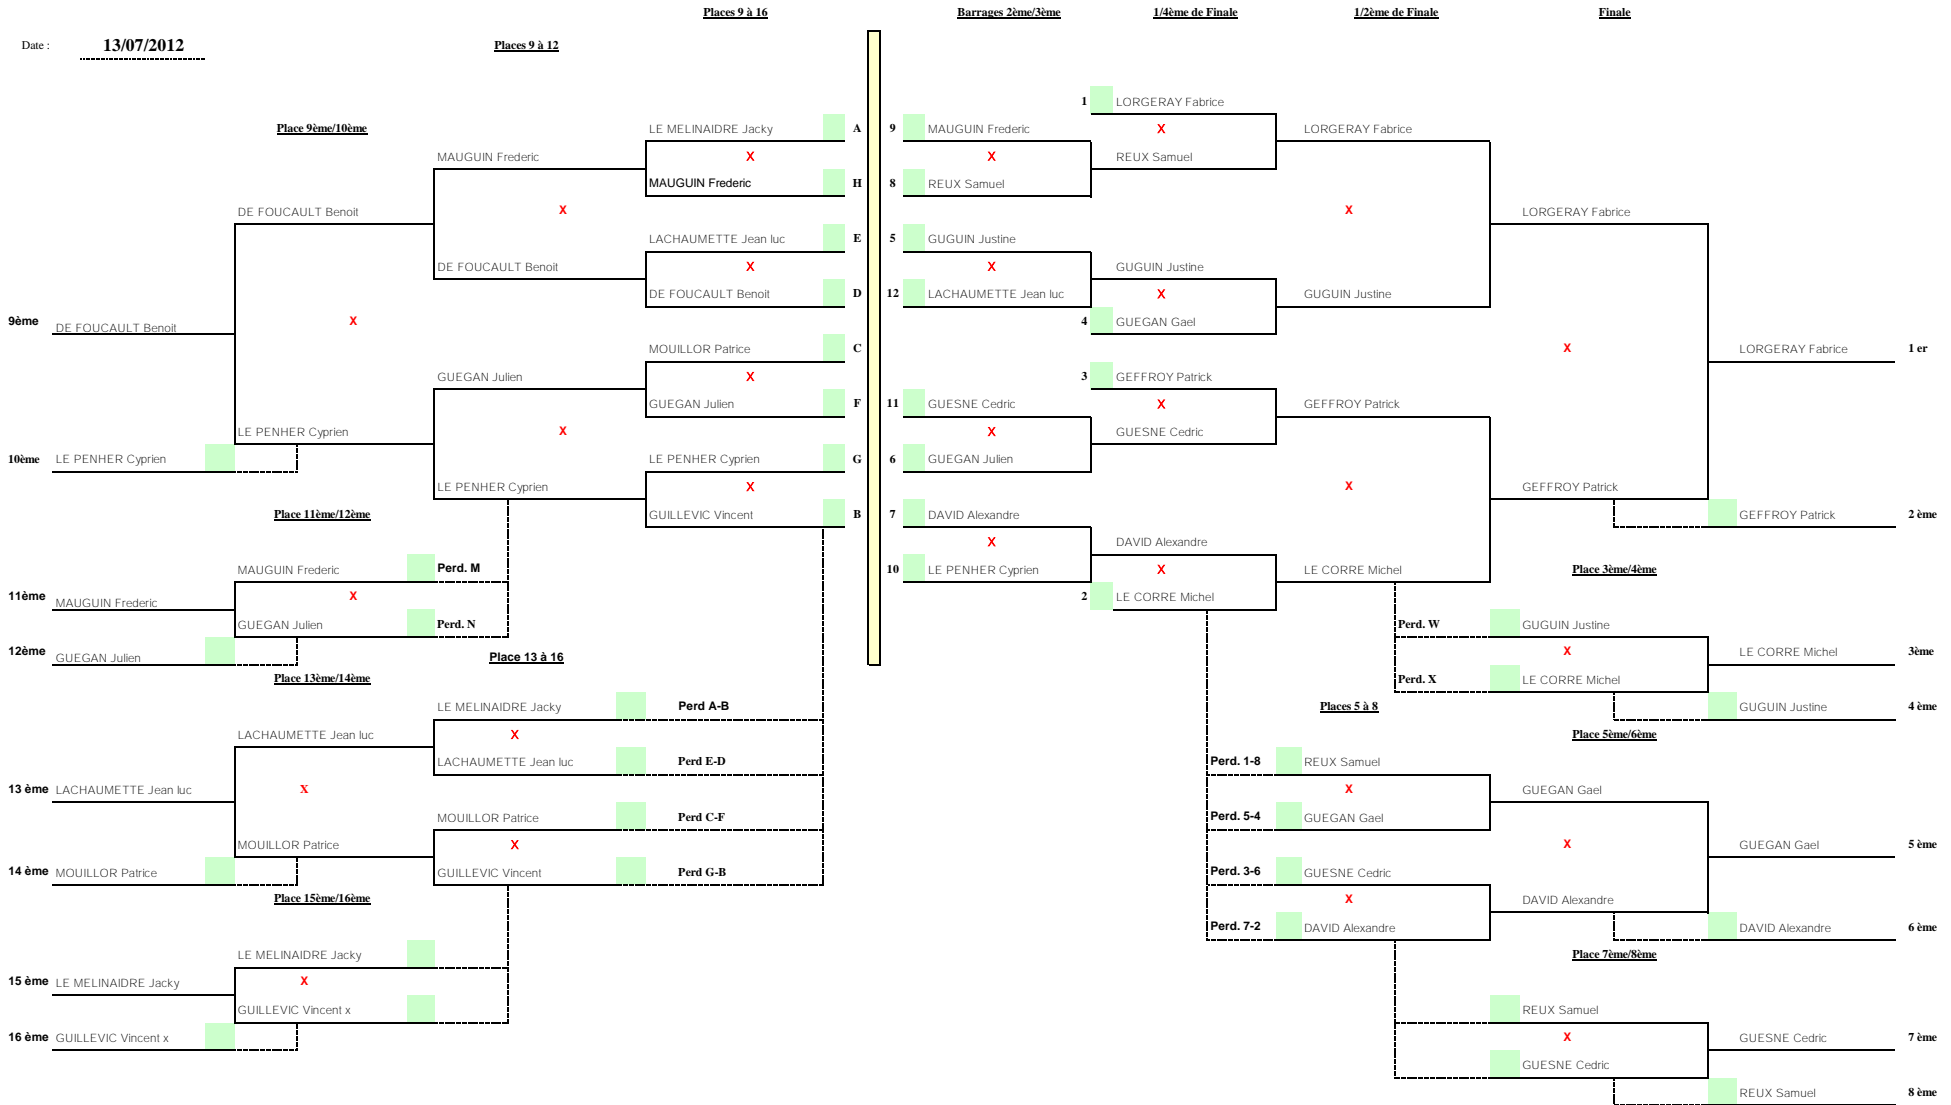 Places 9 à 16
Barrages 2ème/3ème
1/4ème de Finale
1/2ème de Finale
Finale
Date :
13/07/2012
Places 9 à 12
Place 9ème/10ème
LE MELINAIDRE Jacky
A
MAUGUIN Frederic
X
MAUGUIN Frederic
H
DE FOUCAULT Benoit
X
LACHAUMETTE Jean luc
E
DE FOUCAULT Benoit
X
DE FOUCAULT Benoit
D
9ème
DE FOUCAULT Benoit
X
MOUILLOR Patrice
C
GUEGAN Julien
X
GUEGAN Julien
F
LE PENHER Cyprien
X
10ème
LE PENHER Cyprien
LE PENHER Cyprien
G
LE PENHER Cyprien
X
GUILLEVIC Vincent
B
Place 11ème/12ème
MAUGUIN Frederic
Perd. M
11ème
MAUGUIN Frederic
X
GUEGAN Julien
Perd. N
12ème
GUEGAN Julien
Place 13 à 16
Place 13ème/14ème
LE MELINAIDRE Jacky
Perd A-B
LACHAUMETTE Jean luc
X
LACHAUMETTE Jean luc
Perd E-D
13 ème
LACHAUMETTE Jean luc
X
MOUILLOR Patrice
Perd C-F
MOUILLOR Patrice
X
14 ème
MOUILLOR Patrice
GUILLEVIC Vincent
Perd G-B
Place 15ème/16ème
LE MELINAIDRE Jacky
15 ème
LE MELINAIDRE Jacky
X
GUILLEVIC Vincent x
16 ème
GUILLEVIC Vincent x
1
LORGERAY Fabrice
9
MAUGUIN Frederic
X
LORGERAY Fabrice
X
REUX Samuel
8
REUX Samuel
X
LORGERAY Fabrice
5
GUGUIN Justine
X
GUGUIN Justine
12
LACHAUMETTE Jean luc
X
GUGUIN Justine
4
GUEGAN Gael
X
LORGERAY Fabrice
1 er
3
GEFFROY Patrick
11
GUESNE Cedric
X
GEFFROY Patrick
X
GUESNE Cedric
6
GUEGAN Julien
X
GEFFROY Patrick
7
DAVID Alexandre
GEFFROY Patrick
2 ème
X
DAVID Alexandre
10
LE PENHER Cyprien
X
LE CORRE Michel
Place 3ème/4ème
2
LE CORRE Michel
Perd. W
GUGUIN Justine
X
LE CORRE Michel
3ème
Perd. X
LE CORRE Michel
Places 5 à 8
GUGUIN Justine
4 ème
Place 5ème/6ème
Perd. 1-8
REUX Samuel
X
GUEGAN Gael
Perd. 5-4
GUEGAN Gael
X
GUEGAN Gael
5 ème
Perd. 3-6
GUESNE Cedric
X
DAVID Alexandre
Perd. 7-2
DAVID Alexandre
DAVID Alexandre
6 ème
Place 7ème/8ème
REUX Samuel
X
GUESNE Cedric
7 ème
GUESNE Cedric
REUX Samuel
8 ème